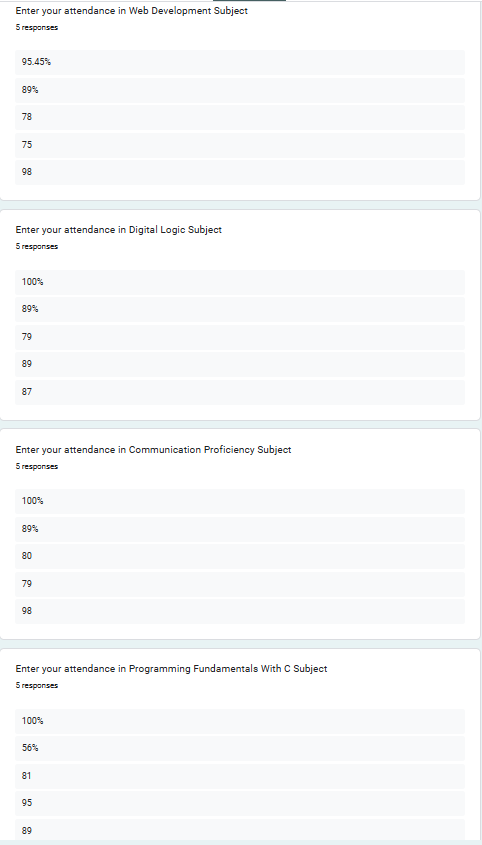 Enter your attendance in Web Development Subject
5 responses
95.45%
89%
78
75
98
Enter your attendance in Digital Logic Subject
5 responses
100%
89%
79
89
87
Enter your attendance in Communication Proficiency Subject
5 responses
100%
89%
80
79
98
Enter your attendance in Programming Fundamentals With C Subject
5 responses
100%
56%
81
95
89